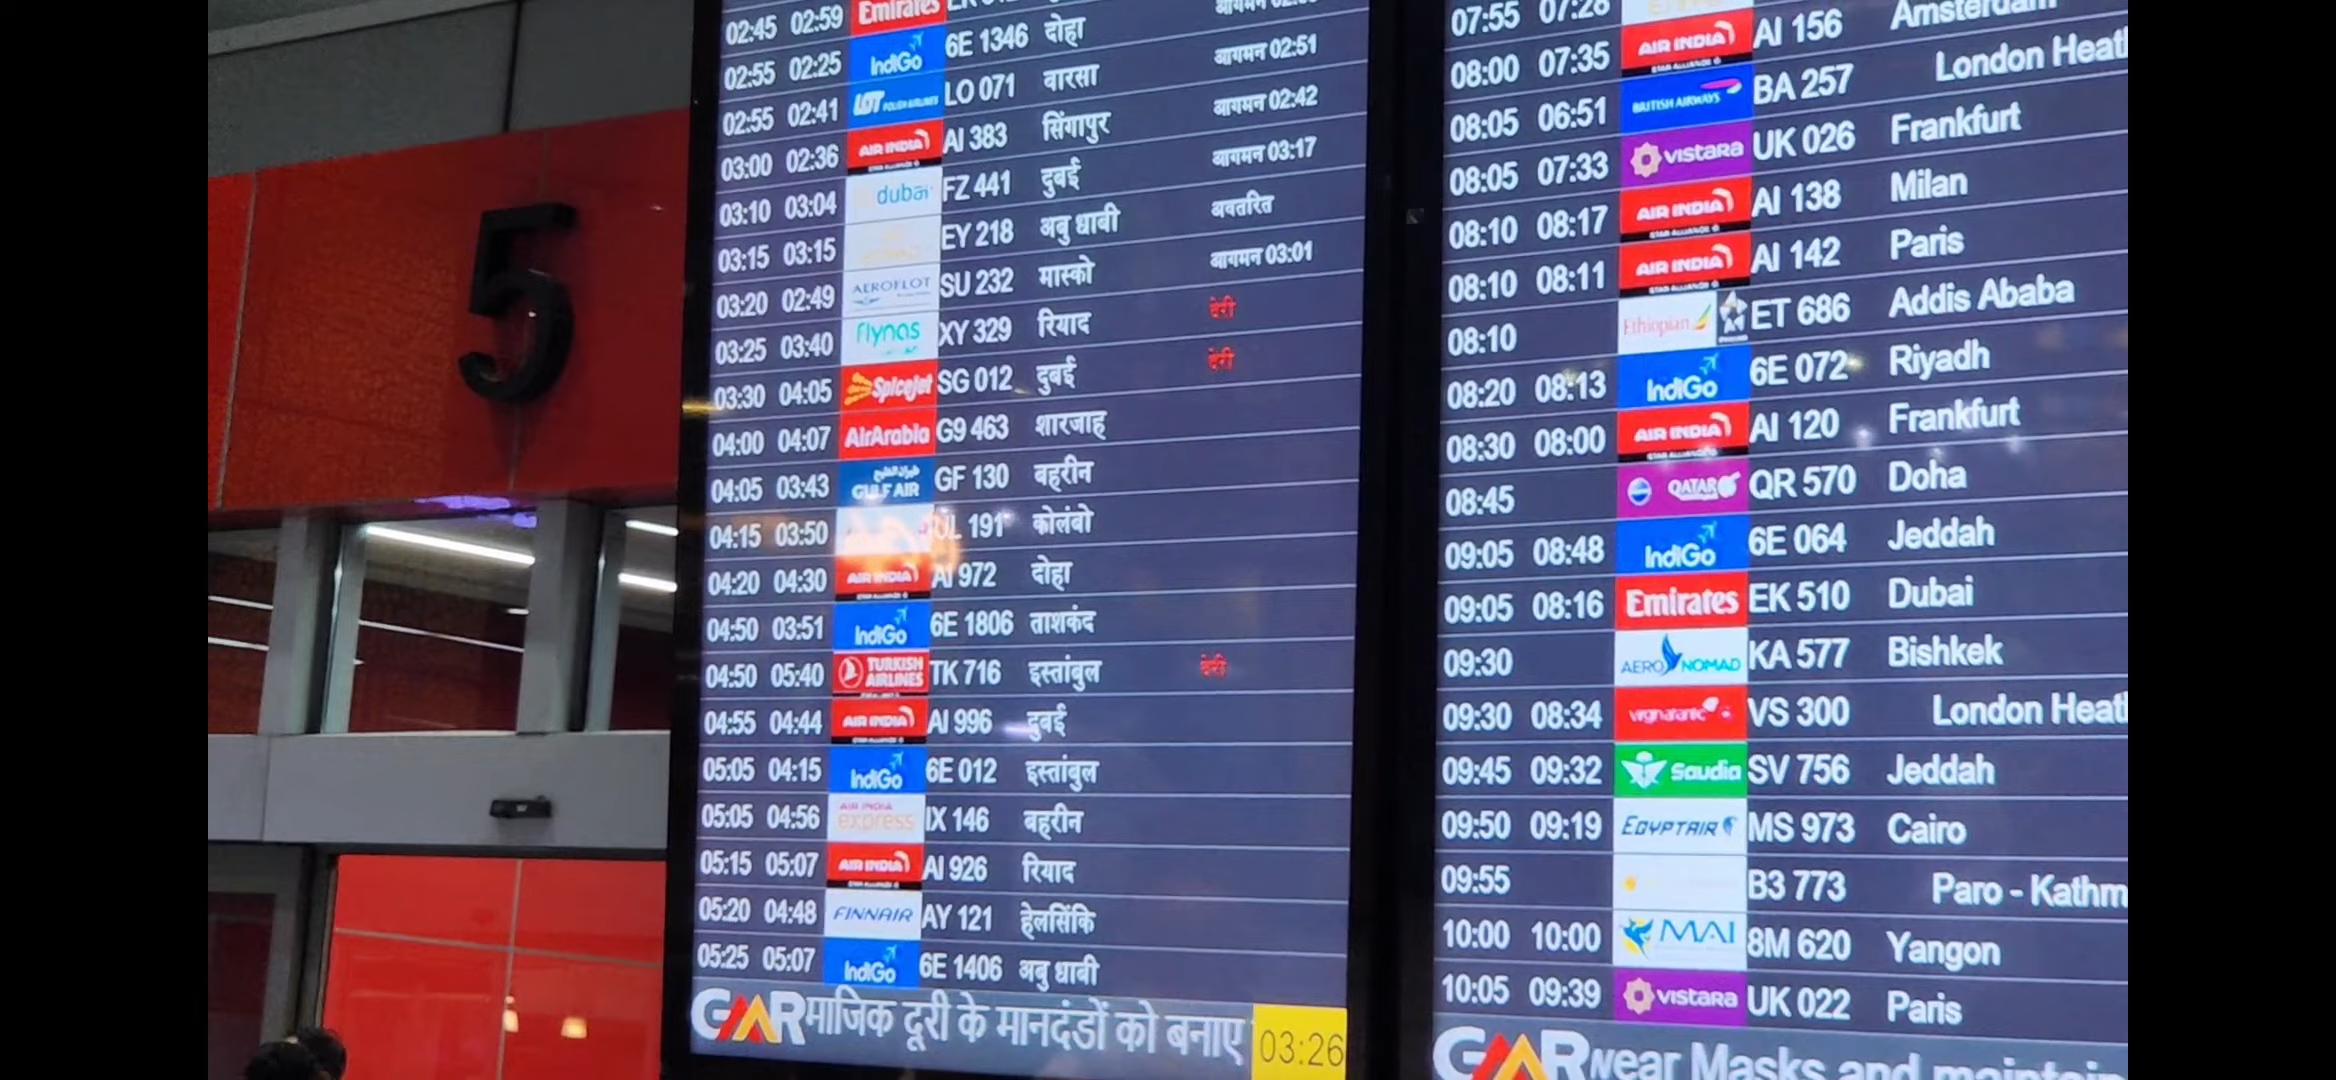 5
02:45 02:59 Emirates
02:55 02:25 IndiGo 6E 1346 दोहा आगमन 02:51
02:55 02:41 LOT POLISH AIRLINES LO 071 वारसा आगमन 02:42
03:00 02:36 AIR INDIA AI 383 सिंगापुर आगमन 03:17
03:10 03:04 dubai FZ 441 दुबई अवतरित
03:15 03:15 EY 218 अबु धाबी आगमन 03:01
03:20 02:49 AEROFLOT SU 232 मास्को
03:25 03:40 flynas XY 329 रियाद देरी
03:30 04:05 Spicejet SG 012 दुबई देरी
04:00 04:07 AirArabia G9 463 शारजाह
04:05 03:43 طيران الخليج GULF AIR GF 130 बहरीन
04:15 03:50 UL 191 कोलंबो
04:20 04:30 AIR INDIA AI 972 दोहा
04:50 03:51 IndiGo 6E 1806 ताशकंद
04:50 05:40 TURKISH AIRLINES TK 716 इस्तांबुल देरी
04:55 04:44 AIR INDIA AI 996 दुबई
05:05 04:15 IndiGo 6E 012 इस्तांबुल
05:05 04:56 AIR INDIA express IX 146 बहरीन
05:15 05:07 AIR INDIA AI 926 रियाद
05:20 04:48 FINNAIR AY 121 हेलसिंकि
05:25 05:07 IndiGo 6E 1406 अबु धाबी
GMR माजिक दूरी के मानदंडों को बनाए 03:26
07:55 07:28
08:00 07:35 AIR INDIA STAR ALLIANCE AI 156 Amsterdam
08:05 06:51 BRITISH AIRWAYS BA 257 London Heat
08:05 07:33 vistara UK 026 Frankfurt
08:10 08:17 AIR INDIA STAR ALLIANCE AI 138 Milan
08:10 08:11 AIR INDIA STAR ALLIANCE AI 142 Paris
08:10 Ethiopian ET 686 Addis Ababa
08:20 08:13 IndiGo 6E 072 Riyadh
08:30 08:00 AIR INDIA STAR ALLIANCE AI 120 Frankfurt
08:45 QATAR QR 570 Doha
09:05 08:48 IndiGo 6E 064 Jeddah
09:05 08:16 Emirates EK 510 Dubai
09:30 AERO NOMAD KA 577 Bishkek
09:30 08:34 virgin atlantic VS 300 London Heat
09:45 09:32 Saudia SV 756 Jeddah
09:50 09:19 EGYPTAIR MS 973 Cairo
09:55 B3 773 Paro - Kathm
10:00 10:00 MAI 8M 620 Yangon
10:05 09:39 vistara UK 022 Paris
GMR wear Masks and maintain